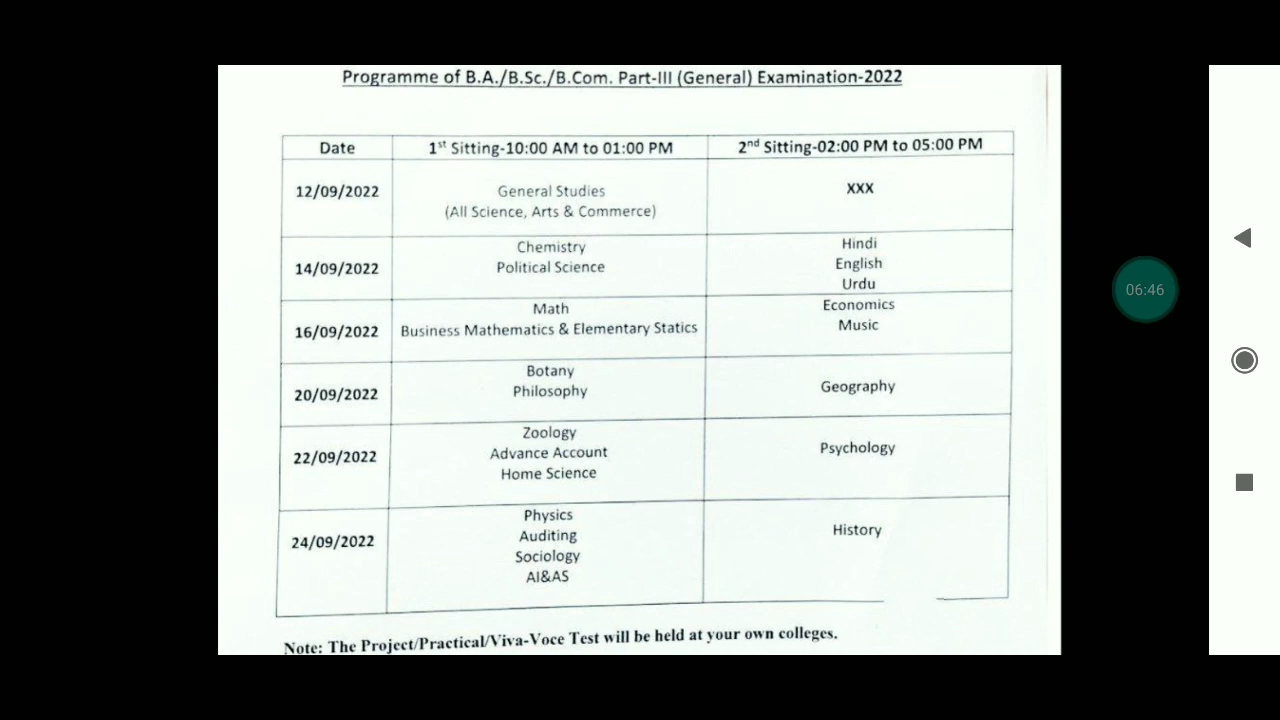 Programme of B.A./B.Sc./B.Com. Part-III (General) Examination-2022
Date
1st Sitting-10:00 AM to 01:00 PM
2nd Sitting-02:00 PM to 05:00 PM
12/09/2022
General Studies
(All Science, Arts & Commerce)
XXX
14/09/2022
Chemistry
Political Science
Hindi
English
Urdu
16/09/2022
Math
Business Mathematics & Elementary Statics
Economics
Music
20/09/2022
Botany
Philosophy
Geography
22/09/2022
Zoology
Advance Account
Home Science
Psychology
24/09/2022
Physics
Auditing
Sociology
AI&AS
History
Note: The Project/Practical/Viva-Voce Test will be held at your own colleges.
06:46